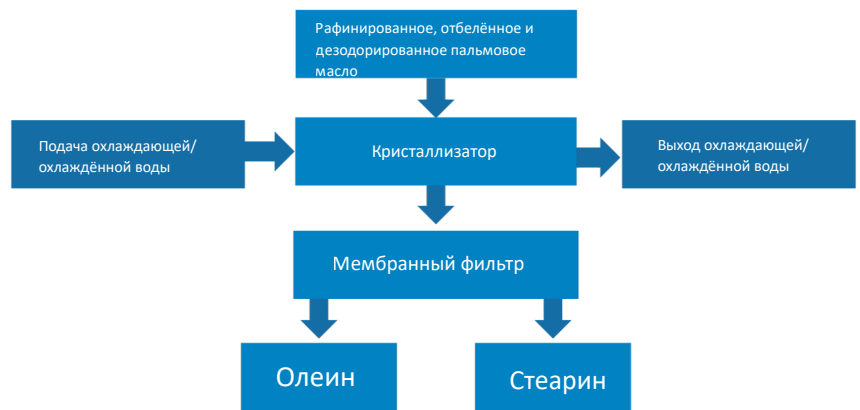 Рафинированное, отбелённое и
дезодорированное пальмовое
масло
Подача охлаждающей/
охлаждённой воды
Кристаллизатор
Выход охлаждающей/
охлаждённой воды
Мембранный фильтр
Олеин
Стеарин